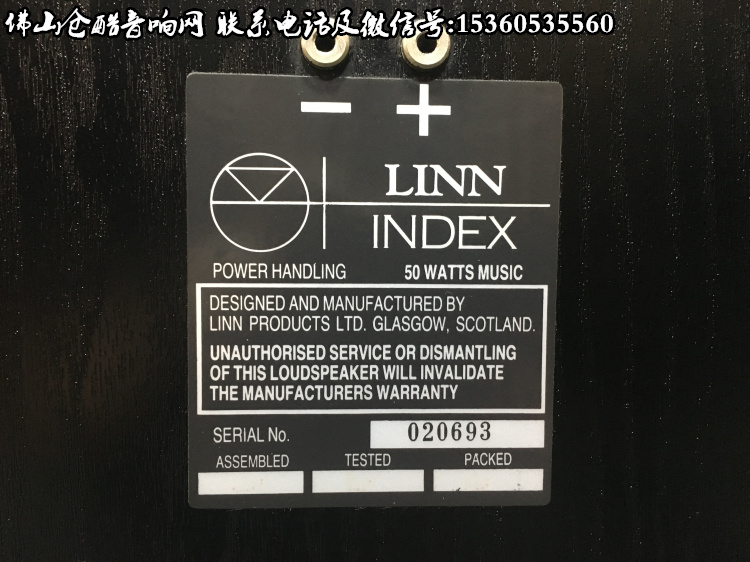 佛山仓酷音响网 联系电话及微信号:15360535560
− +
LINN
INDEX
POWER HANDLING 50 WATTS MUSIC
DESIGNED AND MANUFACTURED BY
LINN PRODUCTS LTD. GLASGOW, SCOTLAND.
UNAUTHORISED SERVICE OR DISMANTLING
OF THIS LOUDSPEAKER WILL INVALIDATE
THE MANUFACTURERS WARRANTY
SERIAL No. 020693
ASSEMBLED TESTED PACKED